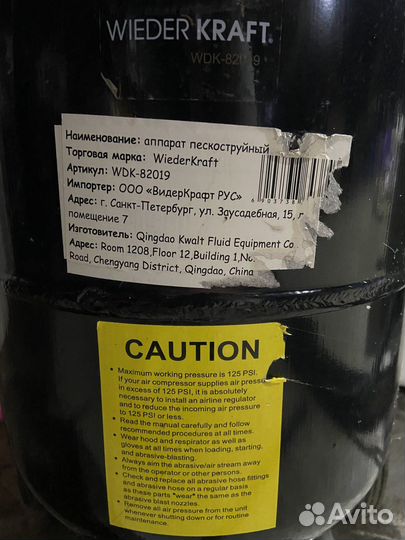 WIEDER KRAFT®
WDK-82019
Наименование: аппарат пескоструйный
Торговая марка: WiederKraft
Артикул: WDK-82019
Импортер: ООО «ВидерКрафт РУС»
Адрес: г. Санкт-Петербург, ул. Заусадебная, 15, л
помещение 7
Изготовитель: Qingdao Kwalt Fluid Equipment Co
Адрес: Room 1208,Floor 12,Building 1,No
Road, Chengyang District, Qingdao, China
CAUTION
• Maximum working pressure is 125 PSI.
If your air compressor supplies air press
in excess of 125 PSI, it is absolutely
necessary to install an airline regulator
and to reduce the incoming air pressure
to 125 PSI or less.
• Read the manual carefully and follow
recommended procedures at all times.
• Wear hood and respirator as well as
gloves at all times when loading, starting,
and abrasive-blasting.
• Always aim the abrasive/air stream away
from the operator or other persons.
• Check and replace all abrasive hose fittings
and abrasive hose on a regular basis
as these parts "wear" the same as the
abrasive blasting nozzles.
• Remove all air pressure from the unit
whenever shutting down or for routine
maintenance.
Avito